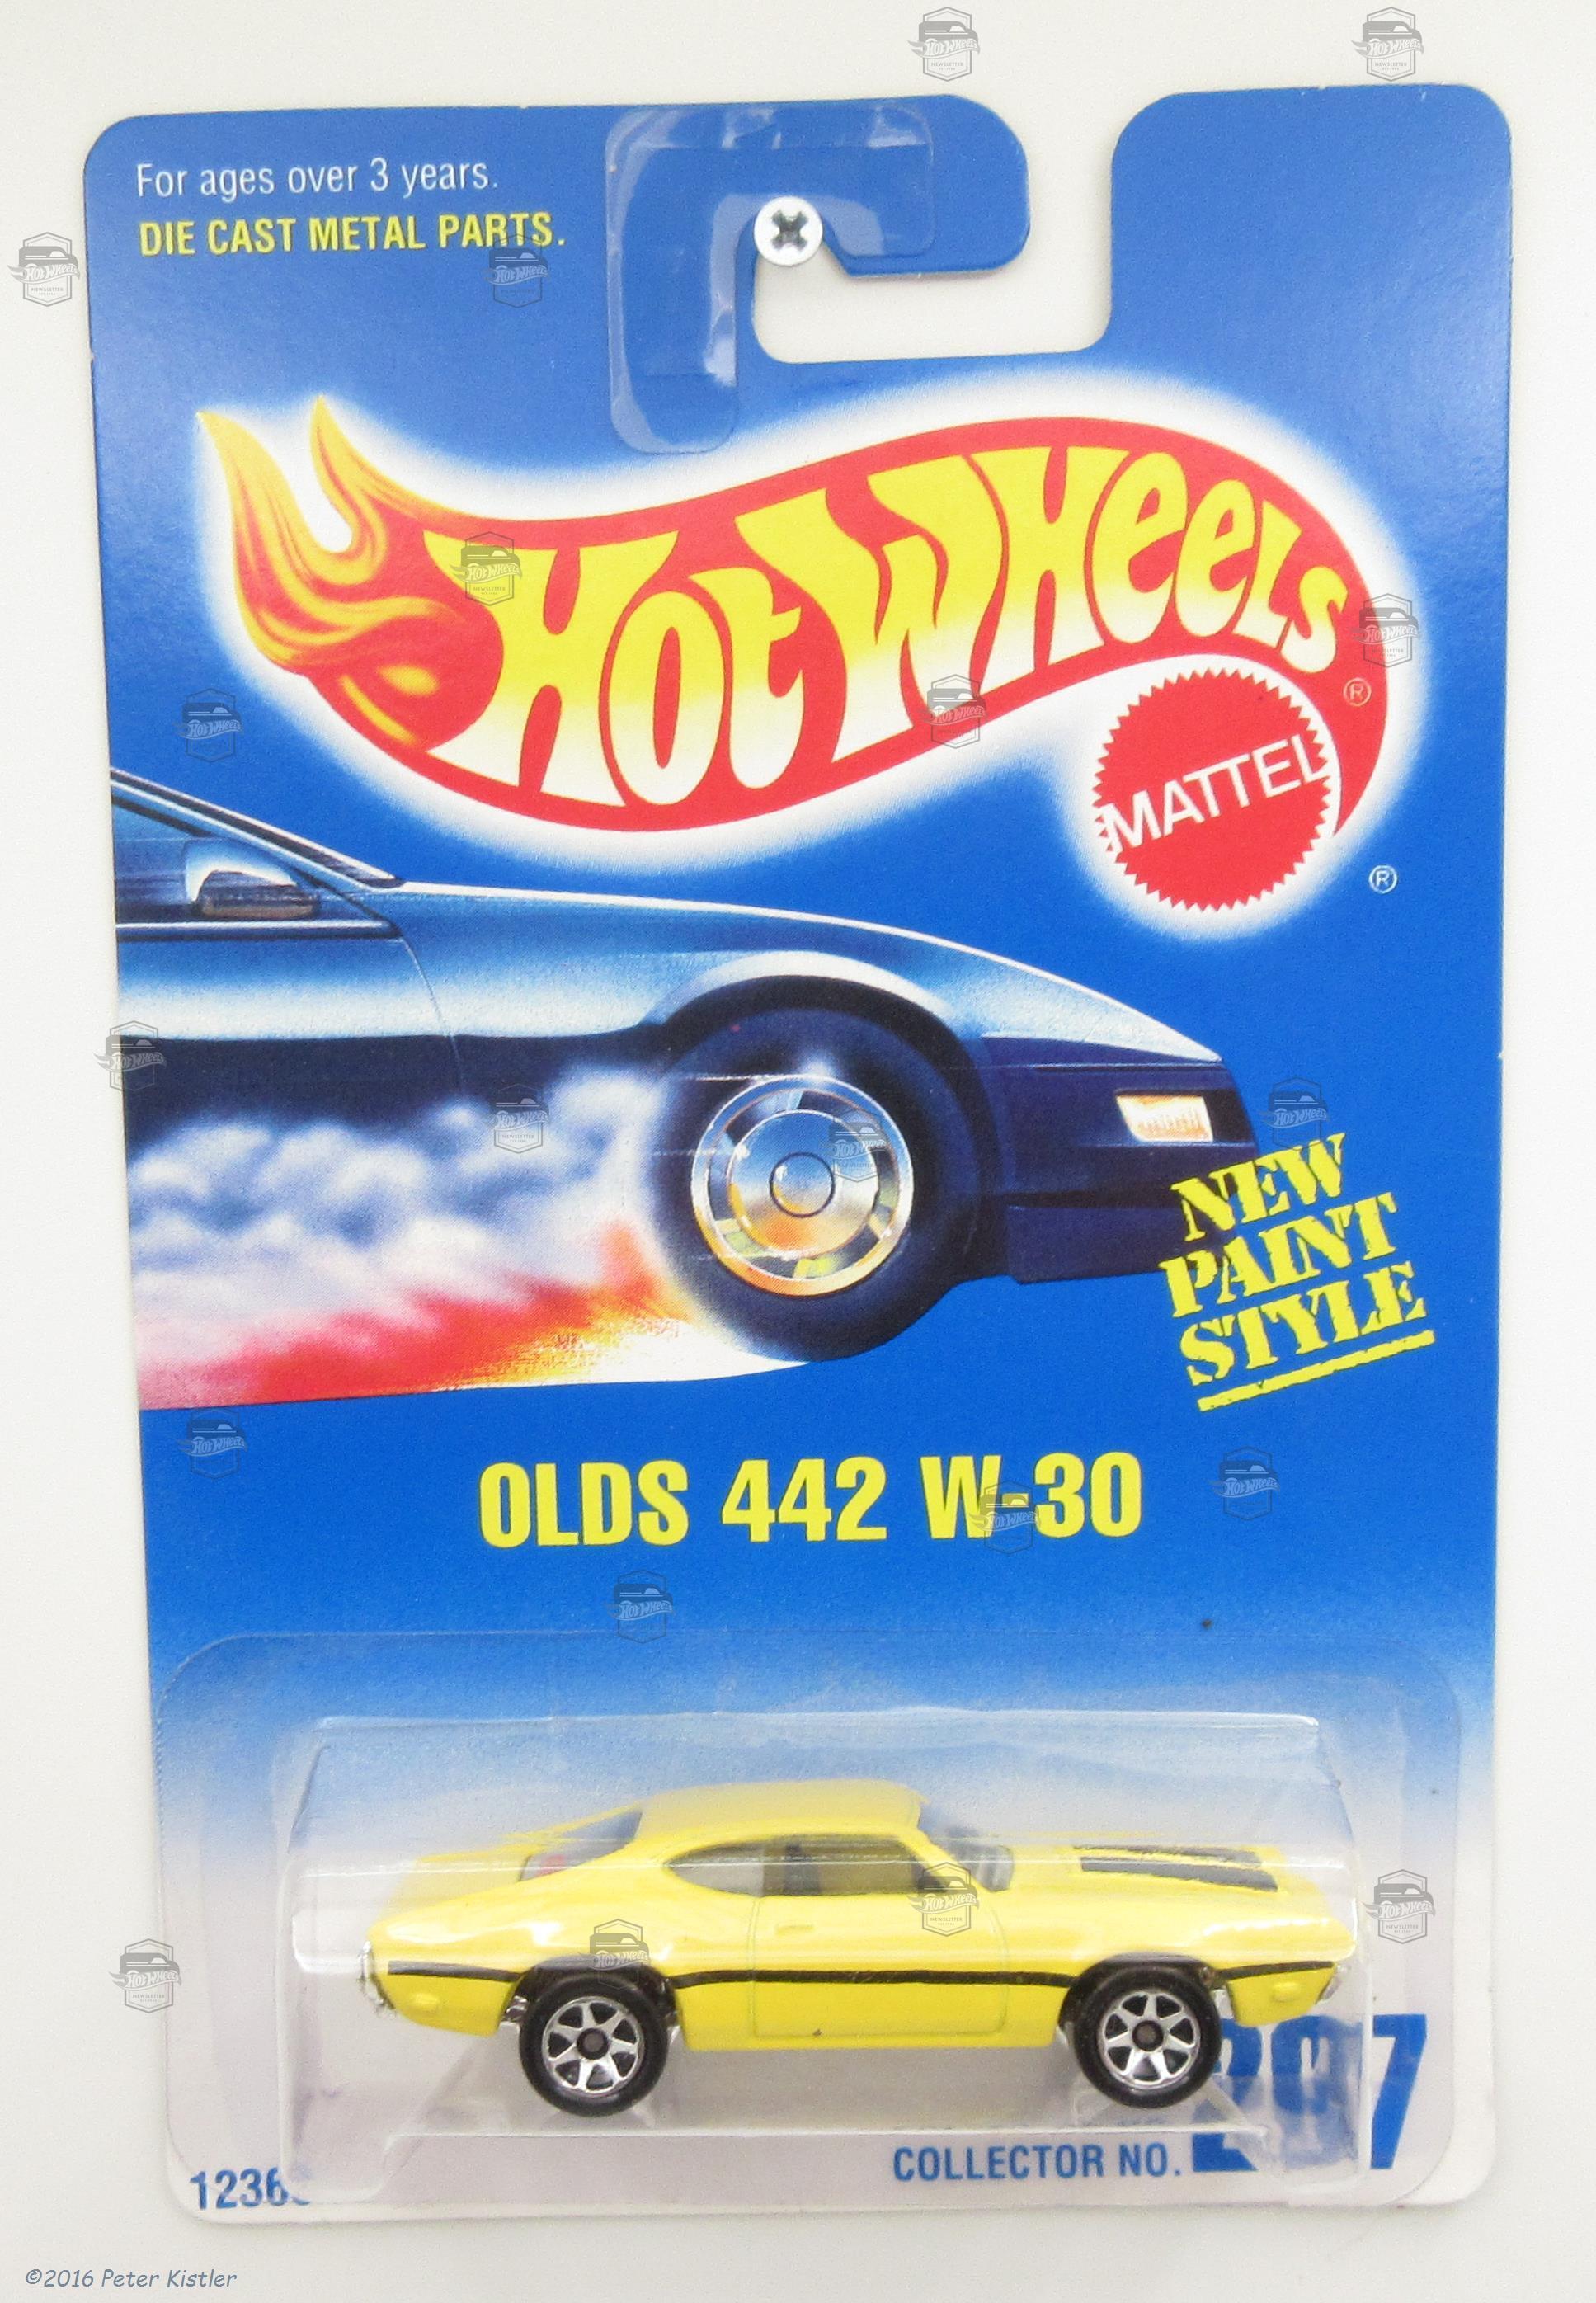 For ages over 3 years.
DIE CAST METAL PARTS.
HOT WHEELS ®
MATTEL
®
NEW
PAINT
STYLE
OLDS 442 W-30
COLLECTOR NO.
©2016 Peter Kistler